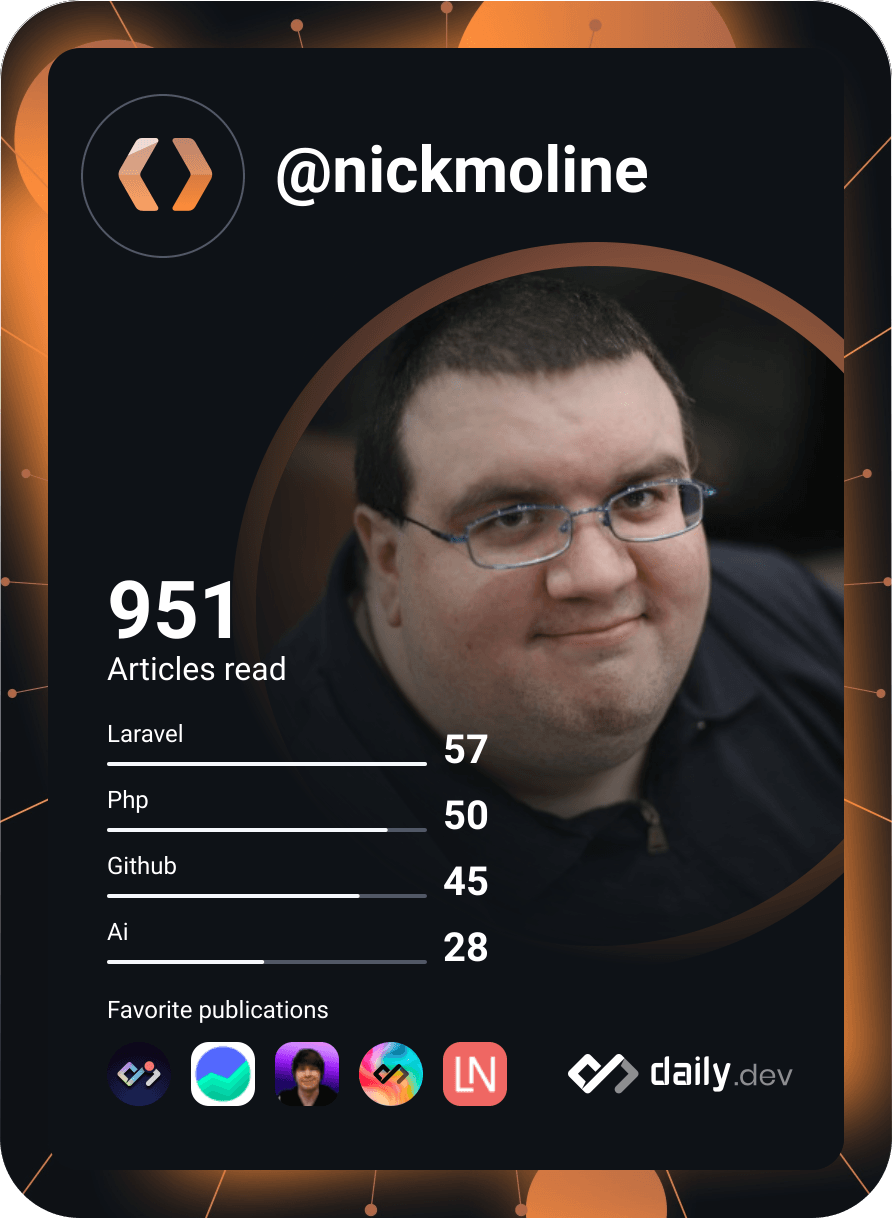 @nickmoline
951
Articles read
Laravel
57
Php
50
Github
45
Ai
28
Favorite publications
LN
daily.dev